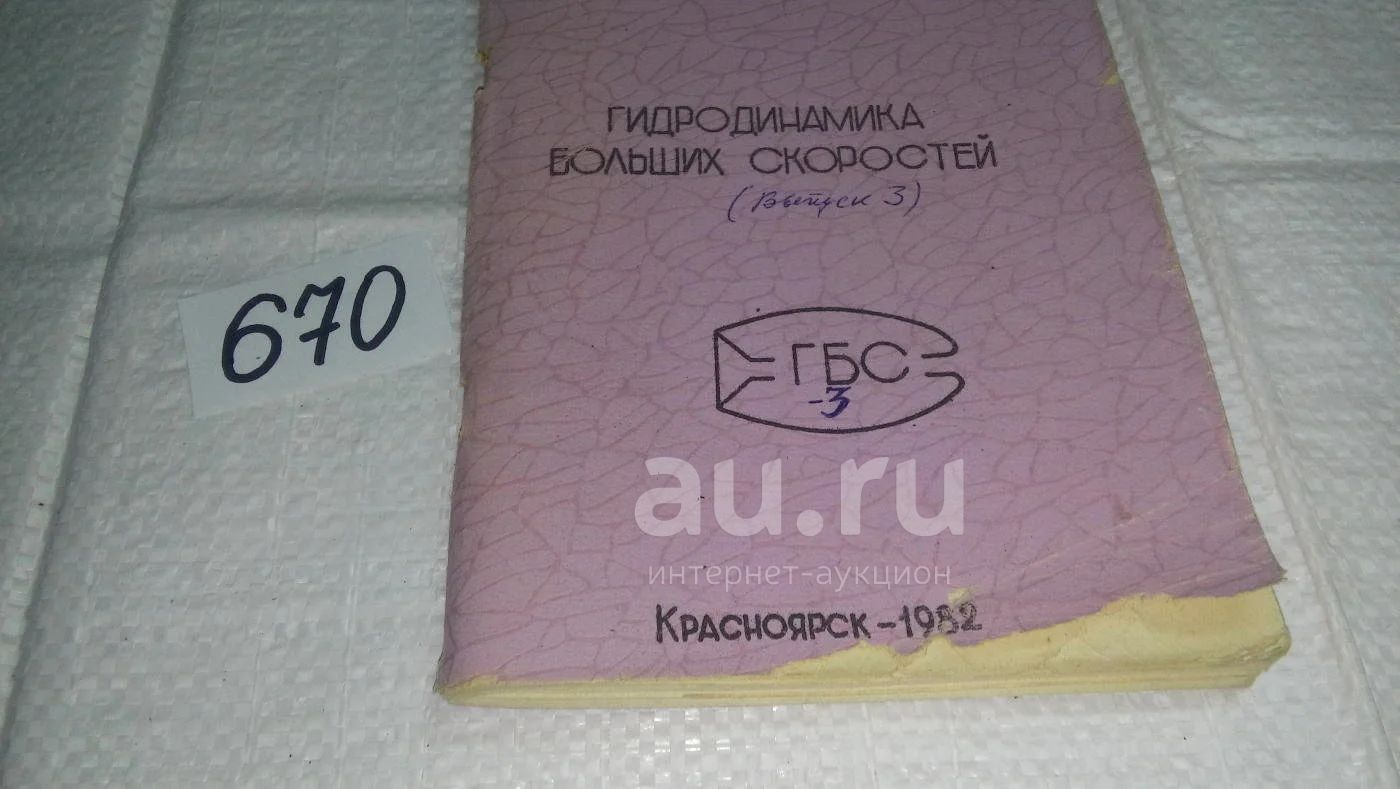 ГИДРОДИНАМИКА
БОЛЬШИХ СКОРОСТЕЙ
(Выпуск 3)
670
ГБС
-3
au.ru
интернет-аукцион
КРАСНОЯРСК - 1982